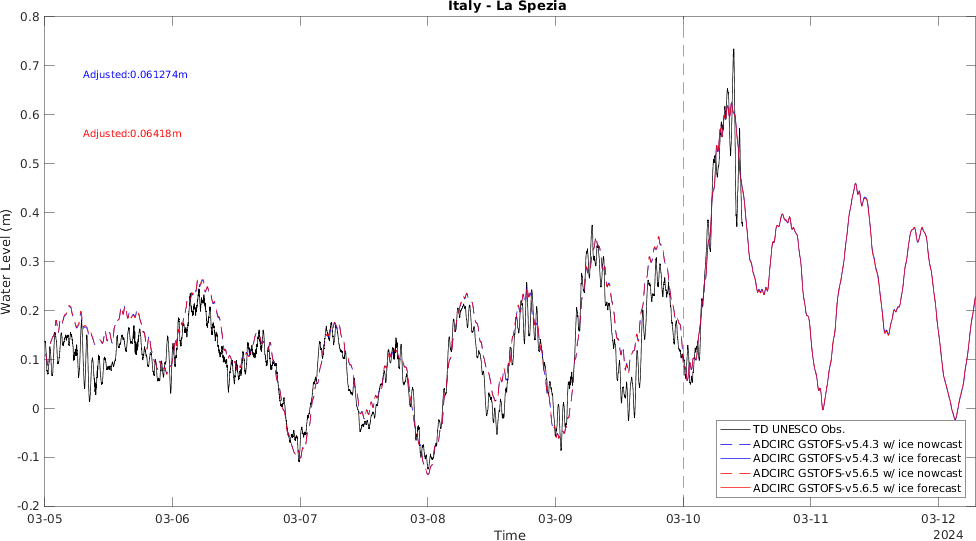 Italy - La Spezia
Water Level (m)
0.8
0.7
0.6
0.5
0.4
0.3
0.2
0.1
0
-0.1
-0.2
Adjusted:0.061274m
Adjusted:0.06418m
TD UNESCO Obs.
ADCIRC GSTOFS-v5.4.3 w/ ice nowcast
ADCIRC GSTOFS-v5.4.3 w/ ice forecast
ADCIRC GSTOFS-v5.6.5 w/ ice nowcast
ADCIRC GSTOFS-v5.6.5 w/ ice forecast
03-05 03-06 03-07 03-08 03-09 03-10 03-11 03-12
Time
2024